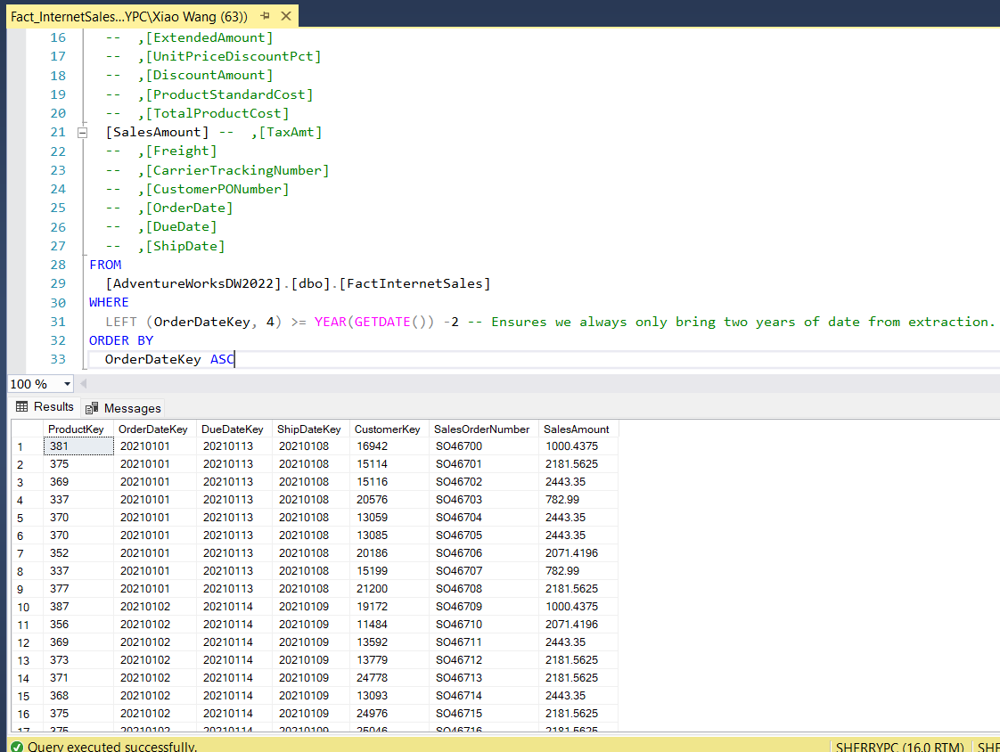 Fact_InternetSales...YPC\Xiao Wang (63))
16 -- ,[ExtendedAmount]
17 -- ,[UnitPriceDiscountPct]
18 -- ,[DiscountAmount]
19 -- ,[ProductStandardCost]
20 -- ,[TotalProductCost]
21 [SalesAmount] -- ,[TaxAmt]
22 -- ,[Freight]
23 -- ,[CarrierTrackingNumber]
24 -- ,[CustomerPONumber]
25 -- ,[OrderDate]
26 -- ,[DueDate]
27 -- ,[ShipDate]
28 FROM
29 [AdventureWorksDW2022].[dbo].[FactInternetSales]
30 WHERE
31 LEFT (OrderDateKey, 4) >= YEAR(GETDATE()) -2 -- Ensures we always only bring two years of date from extraction.
32 ORDER BY
33 OrderDateKey ASC
100 %
Results Messages
ProductKey OrderDateKey DueDateKey ShipDateKey CustomerKey SalesOrderNumber SalesAmount
1 381 20210101 20210113 20210108 16942 SO46700 1000.4375
2 375 20210101 20210113 20210108 15114 SO46701 2181.5625
3 369 20210101 20210113 20210108 15116 SO46702 2443.35
4 337 20210101 20210113 20210108 20576 SO46703 782.99
5 370 20210101 20210113 20210108 13059 SO46704 2443.35
6 370 20210101 20210113 20210108 13085 SO46705 2443.35
7 352 20210101 20210113 20210108 20186 SO46706 2071.4196
8 337 20210101 20210113 20210108 15199 SO46707 782.99
9 377 20210101 20210113 20210108 21200 SO46708 2181.5625
10 387 20210102 20210114 20210109 19172 SO46709 1000.4375
11 356 20210102 20210114 20210109 11484 SO46710 2071.4196
12 369 20210102 20210114 20210109 13592 SO46711 2443.35
13 373 20210102 20210114 20210109 13779 SO46712 2181.5625
14 371 20210102 20210114 20210109 24778 SO46713 2181.5625
15 368 20210102 20210114 20210109 13093 SO46714 2443.35
16 375 20210102 20210114 20210109 24976 SO46715 2181.5625
17 375 20210102 20210114 20210109 25046 SO46716 2181.5625
Query executed successfully. SHERRYPC (16.0 RTM) SHE